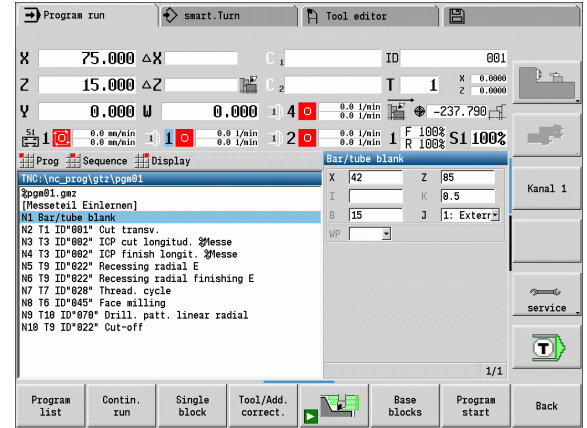 Program run
smart.Turn
Tool editor
X 75.000 ΔX C 1 ID 001
Z 15.000 ΔZ C 2 T 1 X 0.0000 Z 0.0000
Y 0.000 U 0.000 4 0.0 1/min 0.0 1/min -237.790
S1 1 0.0 mm/min 0.0 mm/min 1 0.0 1/min 0.0 1/min 2 0.0 1/min 0.0 1/min 1 F 100% R 100% S1 100%
Prog Sequence Display
Bar/tube blank
TNC:\nc_prog\gtz\pgm01
%pgm01.gmz
[Messeteil Einlernen]
N1 Bar/tube blank
N2 T1 ID"001" Cut transv.
N3 T3 ID"002" ICP cut longitud. %Messe
N4 T3 ID"002" ICP finish longit. %Messe
N5 T9 ID"022" Recessing radial E
N6 T9 ID"022" Recessing radial finishing E
N7 T7 ID"028" Thread. cycle
N8 T6 ID"045" Face milling
N9 T10 ID"070" Drill. patt. linear radial
N10 T9 ID"022" Cut-off
X 42 Z 85
I K 0.5
B 15 J 1: Extern
WP
1/1
Kanal 1
service
T
Program list
Contin. run
Single block
Tool/Add. correct.
Base blocks
Program start
Back